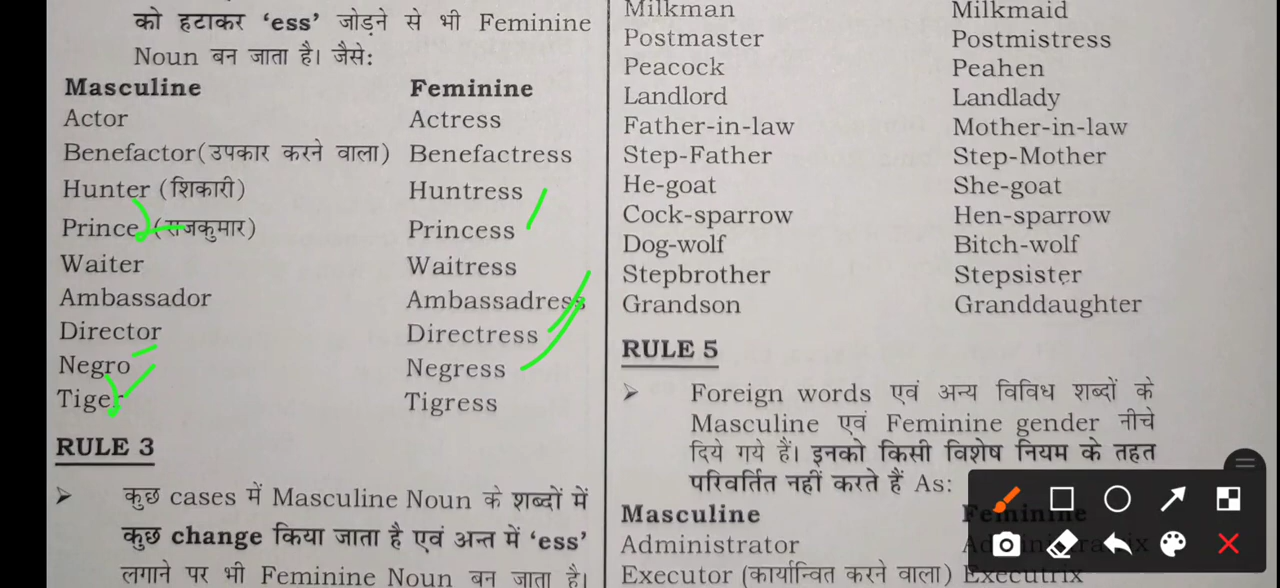 को हटाकर ‘ess’ जोड़ने से भी Feminine
Noun बन जाता है। जैसे:
Masculine Feminine
Actor Actress
Benefactor(उपकार करने वाला) Benefactress
Hunter (शिकारी) Huntress
Prince (राजकुमार) Princess
Waiter Waitress
Ambassador Ambassadress
Director Directress
Negro Negress
Tiger Tigress
RULE 3
➤ कुछ cases में Masculine Noun के शब्दों में
कुछ change किया जाता है एवं अन्त में ‘ess’
लगाने पर भी Feminine Noun बन जाता है।
Milkman Milkmaid
Postmaster Postmistress
Peacock Peahen
Landlord Landlady
Father-in-law Mother-in-law
Step-Father Step-Mother
He-goat She-goat
Cock-sparrow Hen-sparrow
Dog-wolf Bitch-wolf
Stepbrother Stepsister
Grandson Granddaughter
RULE 5
➤ Foreign words एवं अन्य विविध शब्दों के
Masculine एवं Feminine gender नीचे
दिये गये हैं। इनको किसी विशेष नियम के तहत
परिवर्तित नहीं करते हैं As:
Masculine Feminine
Administrator
Executor (कार्यान्वित करने वाला) Executrix